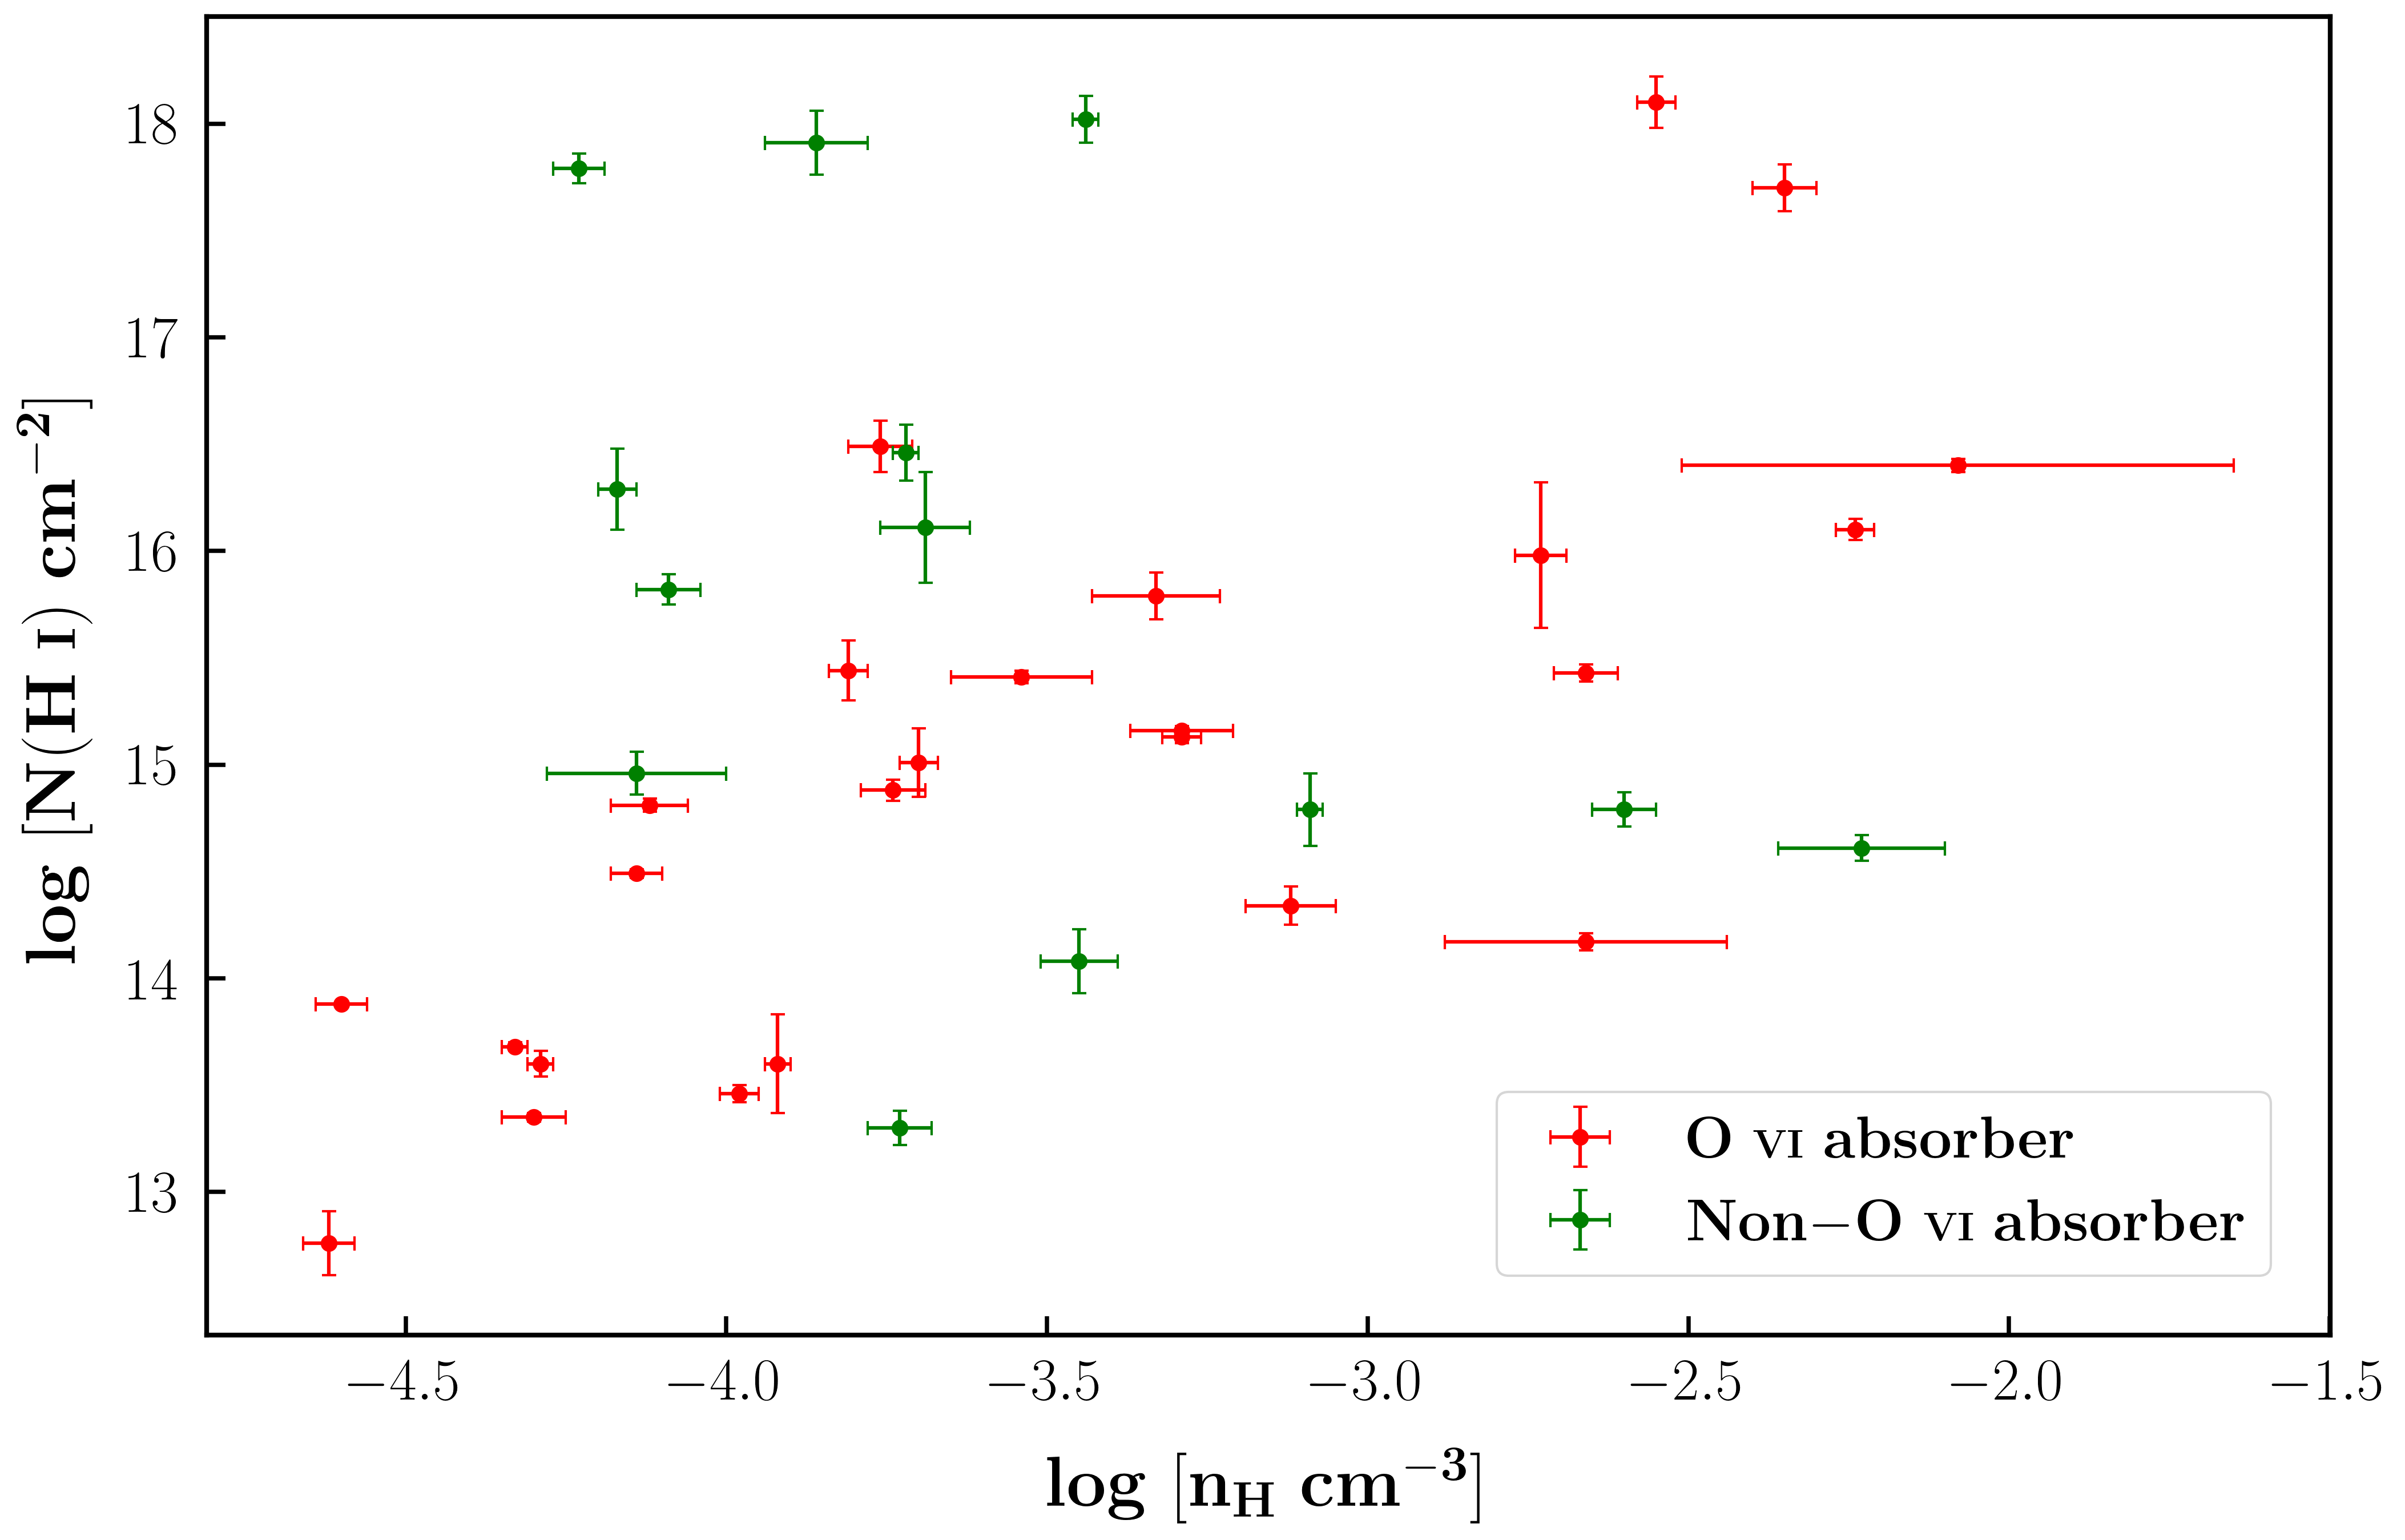 18
17
16
15
14
13
log [N(H I) cm⁻²]
O VI absorber
Non−O VI absorber
−4.5 −4.0 −3.5 −3.0 −2.5 −2.0 −1.5
log [n_H cm⁻³]